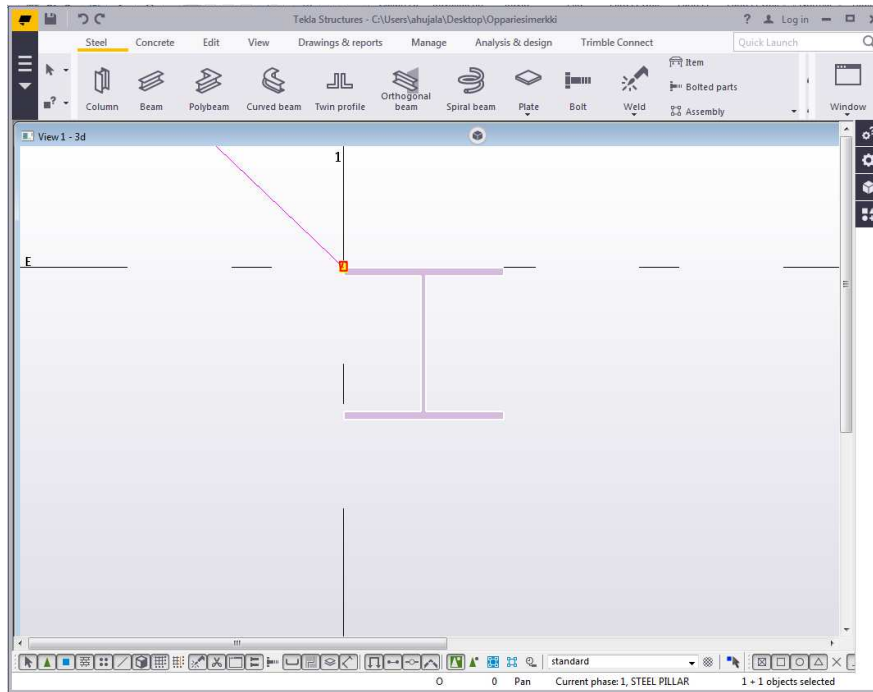 Tekla Structures - C:\Users\ahujala\Desktop\Oppariesimerkki
? Log in
Steel Concrete Edit View Drawings & reports Manage Analysis & design Trimble Connect Quick Launch
Item
Bolted parts
Assembly
Column Beam Polybeam Curved beam Twin profile Orthogonal beam Spiral beam Plate Bolt Weld Window
View 1 - 3d
1
E
standard
O 0 Pan Current phase: 1, STEEL PILLAR 1 + 1 objects selected